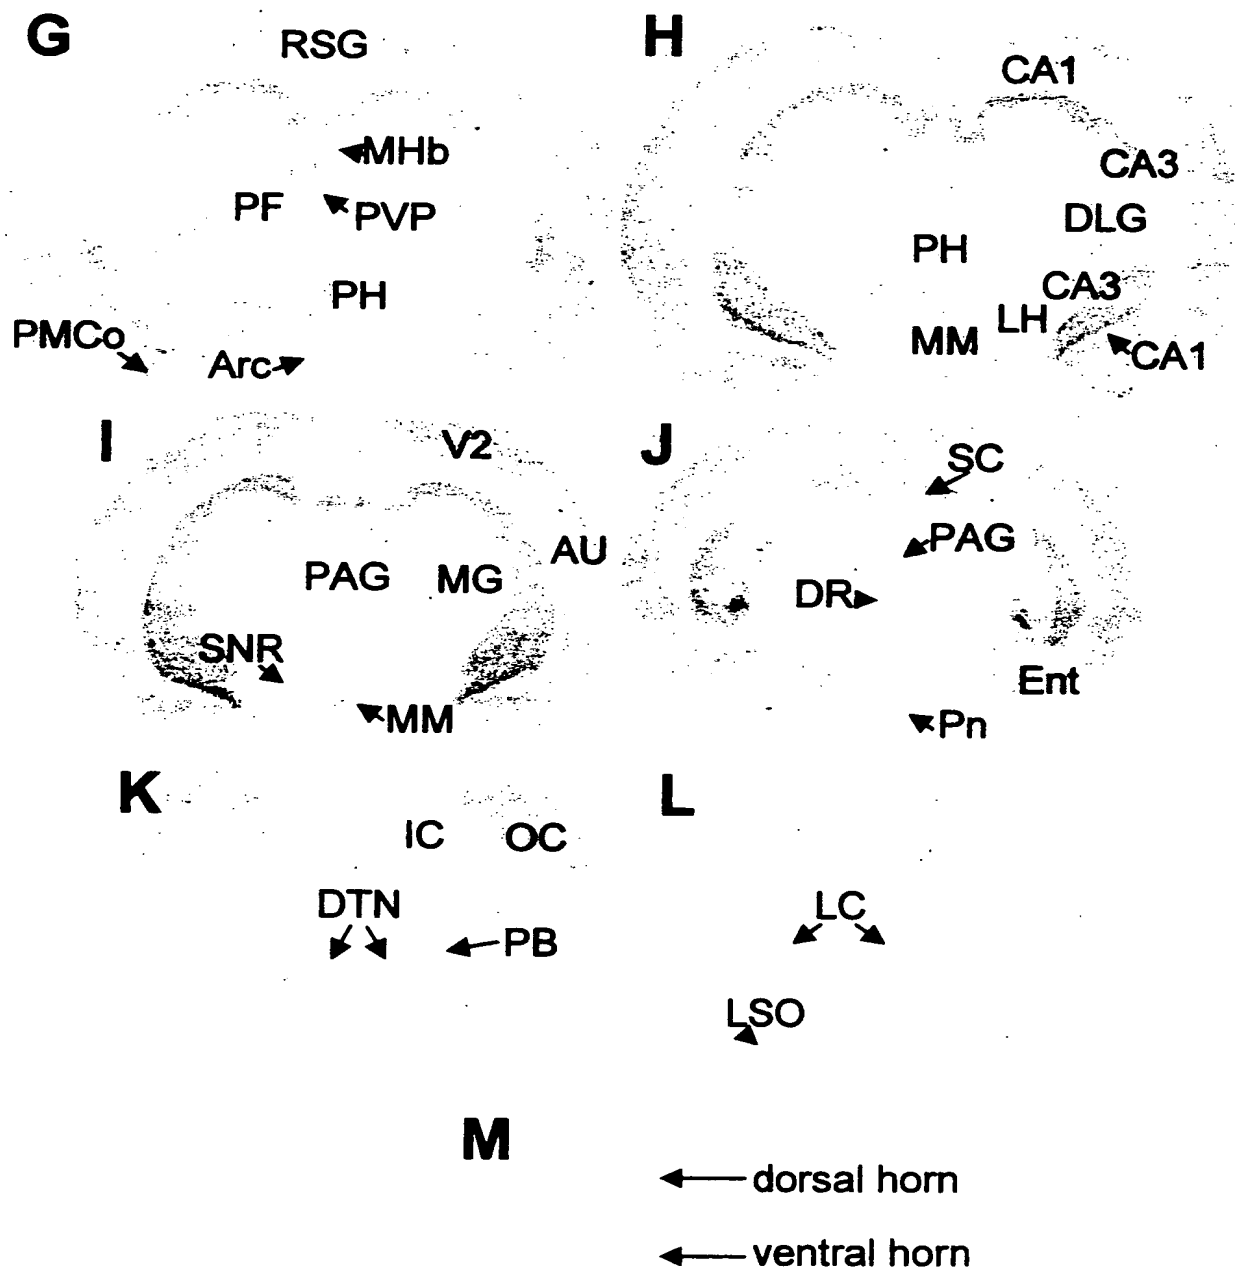 G
RSG
MHb
PF
PVP
PH
PMCo
Arc
H
CA1
CA3
DLG
PH
CA3
LH
MM
CA1
I
V2
AU
PAG
MG
SNR
MM
J
SC
PAG
DR
Ent
Pn
K
IC
OC
DTN
PB
L
LC
LSO
M
dorsal horn
ventral horn